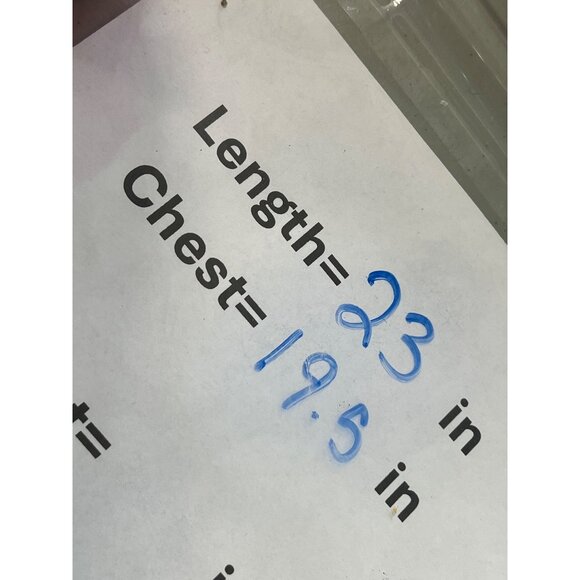 Length= 23 in
Chest= 19.5 in
t=